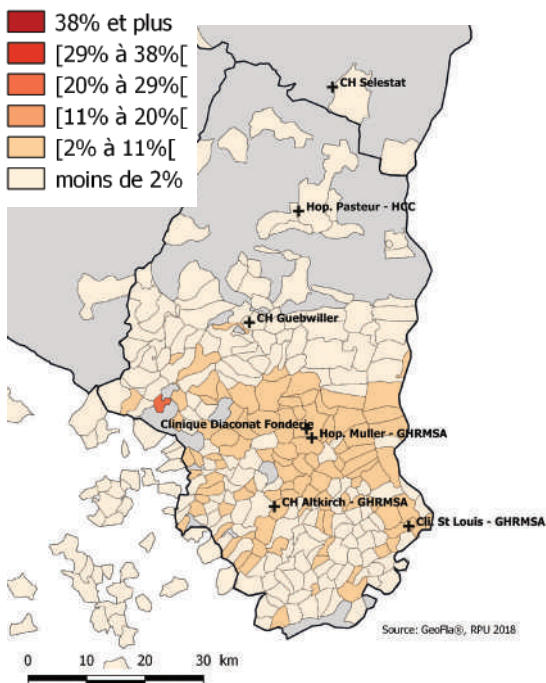 38% et plus
[29% à 38%[
[20% à 29%[
[11% à 20%[
[2% à 11%[
moins de 2%
CH Sélestat
Hop. Pasteur - HCC
CH Guebwiller
Clinique Diaconat Fonderie
Hop. Muller - GHRMSA
CH Altkirch - GHRMSA
Cli. St Louis - GHRMSA
Source: GeoFla®, RPU 2018
0 10 20 30 km